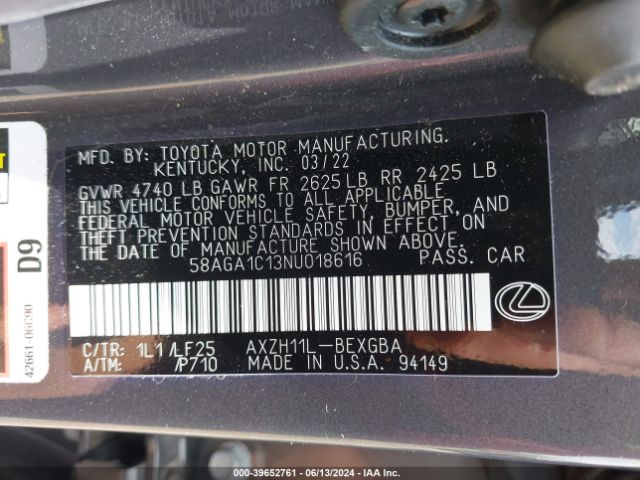 MFD. BY: TOYOTA MOTOR MANUFACTURING.
KENTUCKY, INC. 03/22
GVWR 4740 LB GAWR FR 2625 LB RR 2425 LB
THIS VEHICLE CONFORMS TO ALL APPLICABLE
FEDERAL MOTOR VEHICLE SAFETY, BUMPER, AND
THEFT PREVENTION STANDARDS IN EFFECT ON
THE DATE OF MANUFACTURE SHOWN ABOVE.
58AGA1C13NU018616 PASS. CAR
C/TR: 1L1/LF25 AXZH11L-BEXGBA
A/TM: /P710 MADE IN U.S.A. 94149
D9
42661-06C90
© 39652761 - 06/13/2024 - IAA Inc.